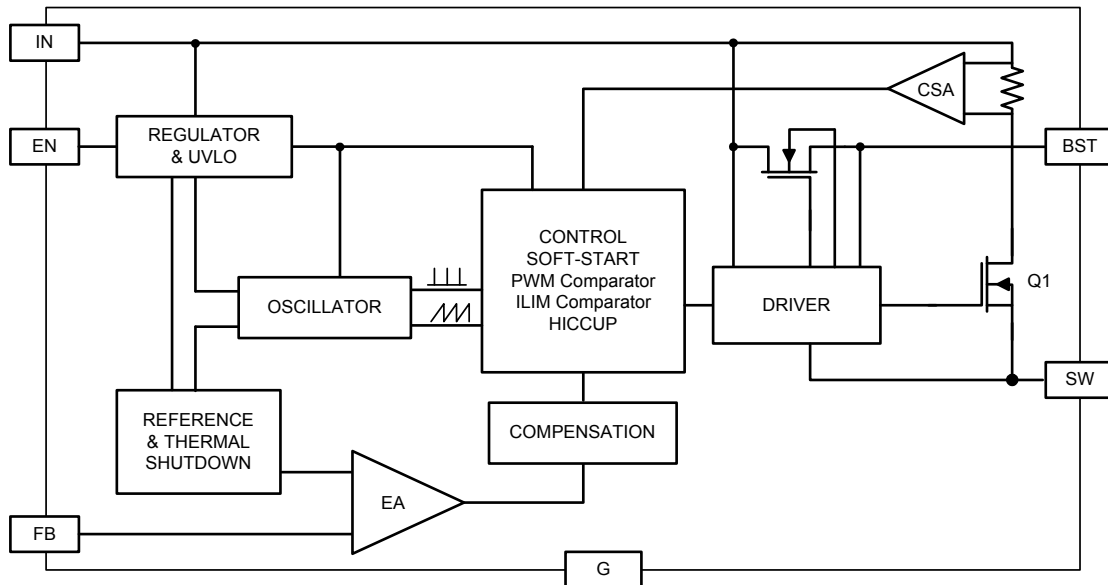 IN
CSA
EN
REGULATOR
& UVLO
BST
CONTROL
SOFT-START
PWM Comparator
ILIM Comparator
HICCUP
OSCILLATOR
DRIVER
Q1
SW
REFERENCE
& THERMAL
SHUTDOWN
COMPENSATION
EA
FB
G